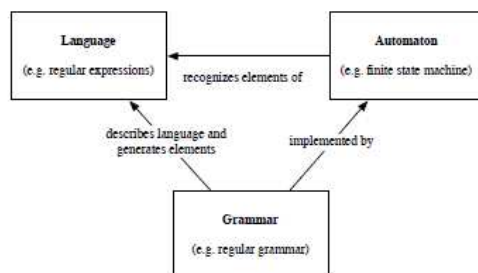 Language
(e.g. regular expressions)
Automaton
(e.g. finite state machine)
recognizes elements of
describes language and
generates elements
implemented by
Grammar
(e.g. regular grammar)